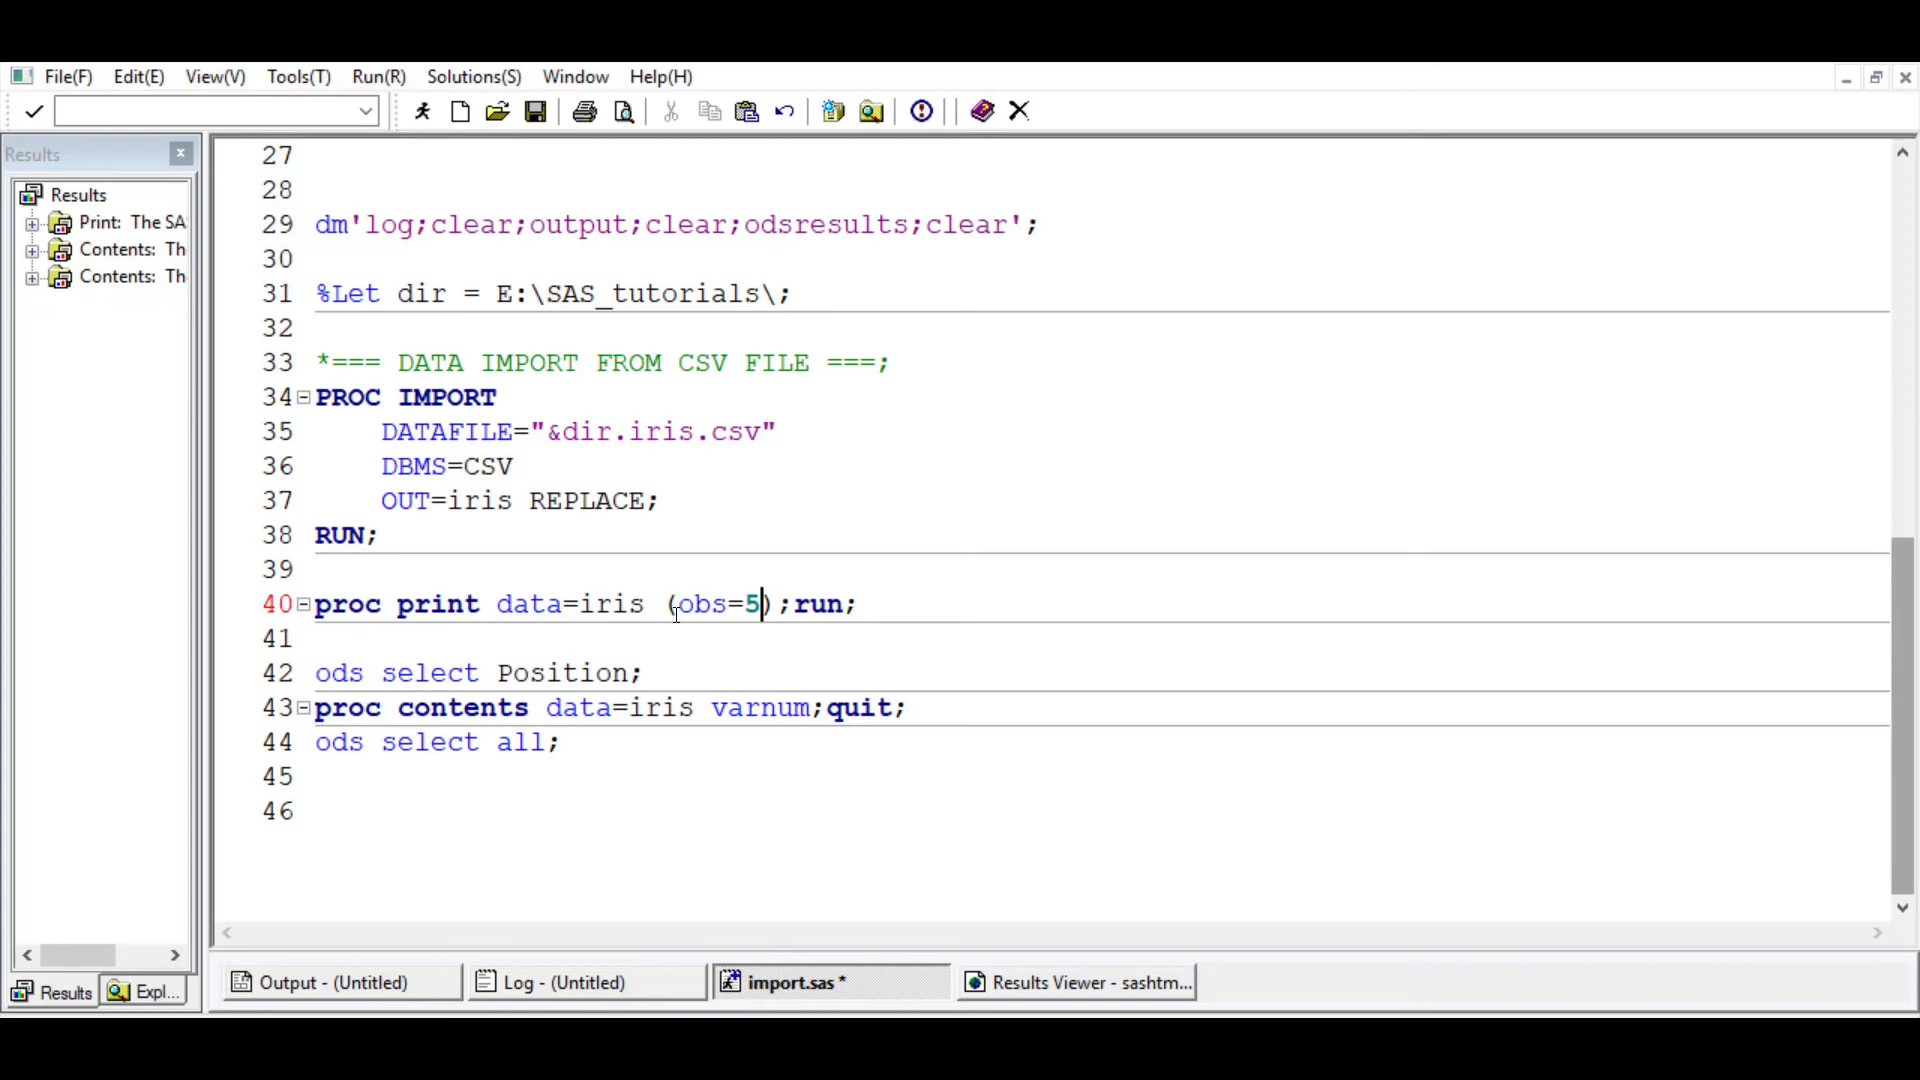 File(F) Edit(E) View(V) Tools(T) Run(R) Solutions(S) Window Help(H)
Results
Results
Print: The SA
Contents: Th
Contents: Th
27
28
29 dm'log;clear;output;clear;odsresults;clear';
30
31 %Let dir = E:\SAS_tutorials\;
32
33 *=== DATA IMPORT FROM CSV FILE ===;
34 PROC IMPORT
35 DATAFILE="&dir.iris.csv"
36 DBMS=CSV
37 OUT=iris REPLACE;
38 RUN;
39
40 proc print data=iris (obs=5);run;
41
42 ods select Position;
43 proc contents data=iris varnum;quit;
44 ods select all;
45
46
Results Expl...
Output - (Untitled) Log - (Untitled) import.sas * Results Viewer - sashtm...